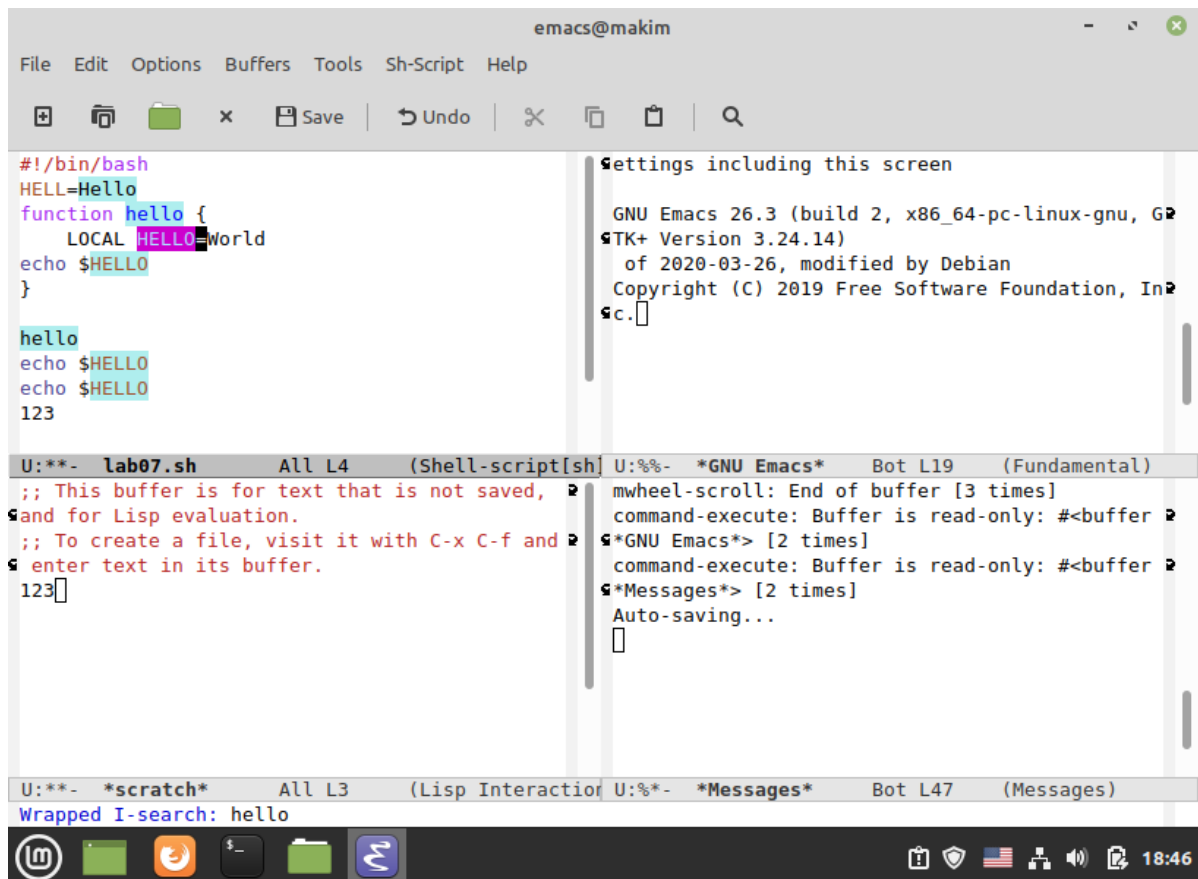 emacs@makim
File Edit Options Buffers Tools Sh-Script Help
Save Undo
#!/bin/bash
HELL=Hello
function hello {
    LOCAL HELLO=World
echo $HELLO
}
hello
echo $HELLO
echo $HELLO
123
U:**-  lab07.sh       All L4     (Shell-script[sh]
ettings including this screen
GNU Emacs 26.3 (build 2, x86_64-pc-linux-gnu, G
TK+ Version 3.24.14)
 of 2020-03-26, modified by Debian
Copyright (C) 2019 Free Software Foundation, In
c.
U:%%-  *GNU Emacs*    Bot L19    (Fundamental)
;; This buffer is for text that is not saved,
and for Lisp evaluation.
;; To create a file, visit it with C-x C-f and
 enter text in its buffer.
123
U:**-  *scratch*      All L3     (Lisp Interaction
mwheel-scroll: End of buffer [3 times]
command-execute: Buffer is read-only: #<buffer
*GNU Emacs*> [2 times]
command-execute: Buffer is read-only: #<buffer
*Messages*> [2 times]
Auto-saving...
U:%*-  *Messages*     Bot L47    (Messages)
Wrapped I-search: hello
$_
18:46